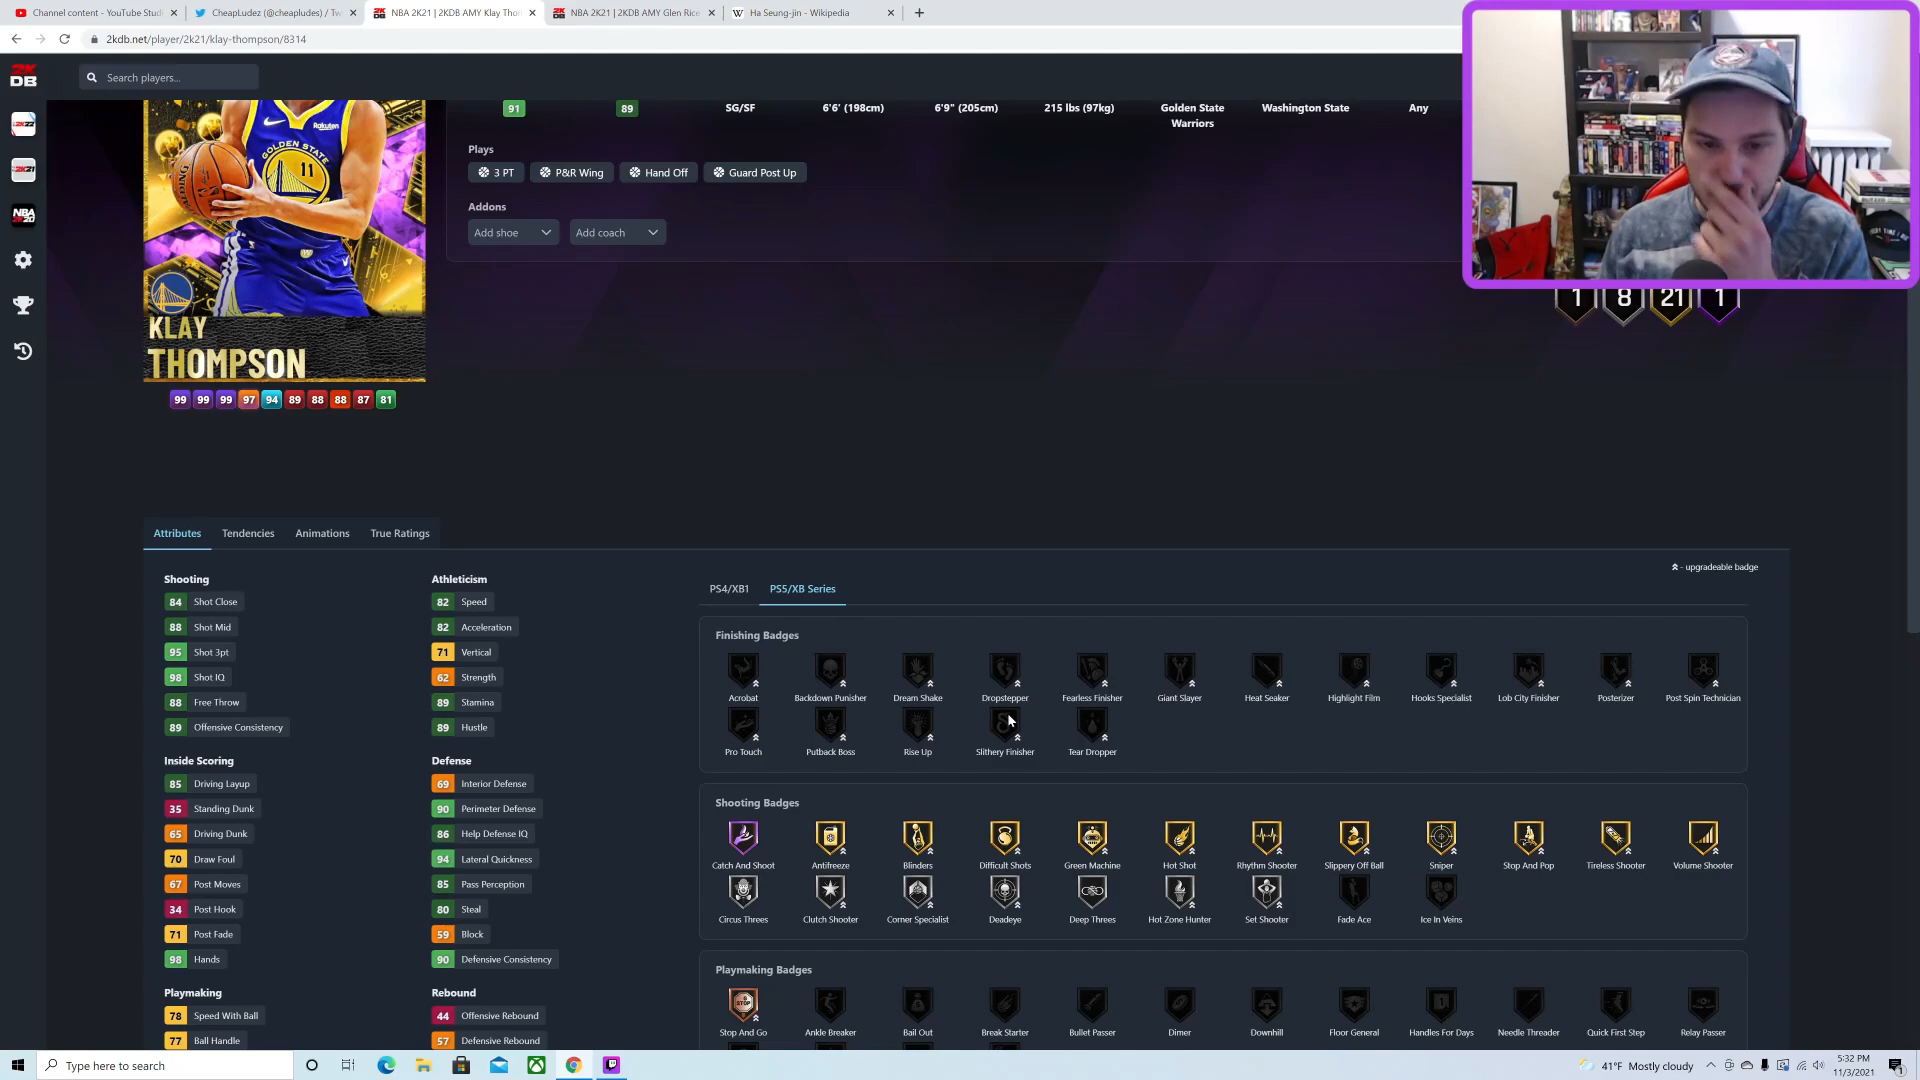 Channel content - YouTube Stud
CheapLudez (@cheapludes) / Tw
NBA 2K21 | 2KDB AMY Klay Thon
NBA 2K21 | 2KDB AMY Glen Rice
Ha Seung-jin - Wikipedia
2kdb.net/player/2k21/klay-thompson/8314
2K
DB
Search players...
91
89
SG/SF
6'6" (198cm)
6'9" (205cm)
215 lbs (97kg)
Golden State
Warriors
Washington State
Any
Plays
3 PT
P&R Wing
Hand Off
Guard Post Up
Addons
Add shoe
Add coach
1 8 21 1
Rakuten
GOLDEN STATE
11
KLAY
THOMPSON
99 99 99 97 94 89 88 88 87 81
Attributes
Tendencies
Animations
True Ratings
- upgradeable badge
Shooting
84 Shot Close
88 Shot Mid
95 Shot 3pt
98 Shot IQ
88 Free Throw
89 Offensive Consistency
Inside Scoring
85 Driving Layup
35 Standing Dunk
65 Driving Dunk
70 Draw Foul
67 Post Moves
34 Post Hook
71 Post Fade
98 Hands
Playmaking
78 Speed With Ball
77 Ball Handle
Athleticism
82 Speed
82 Acceleration
71 Vertical
62 Strength
89 Stamina
89 Hustle
Defense
69 Interior Defense
90 Perimeter Defense
86 Help Defense IQ
94 Lateral Quickness
85 Pass Perception
80 Steal
59 Block
90 Defensive Consistency
Rebound
44 Offensive Rebound
57 Defensive Rebound
PS4/XB1
PS5/XB Series
Finishing Badges
Acrobat
Backdown Punisher
Dream Shake
Dropstepper
Fearless Finisher
Giant Slayer
Heat Seaker
Highlight Film
Hooks Specialist
Lob City Finisher
Posterizer
Post Spin Technician
Pro Touch
Putback Boss
Rise Up
Slithery Finisher
Tear Dropper
Shooting Badges
Catch And Shoot
Antifreeze
Blinders
Difficult Shots
Green Machine
Hot Shot
Rhythm Shooter
Slippery Off Ball
Sniper
Stop And Pop
Tireless Shooter
Volume Shooter
Circus Threes
Clutch Shooter
Corner Specialist
Deadeye
Deep Threes
Hot Zone Hunter
Set Shooter
Fade Ace
Ice In Veins
Playmaking Badges
Stop And Go
Ankle Breaker
Bail Out
Break Starter
Bullet Passer
Dimer
Downhill
Floor General
Handles For Days
Needle Threader
Quick First Step
Relay Passer
Type here to search
41°F Mostly cloudy
5:32 PM
11/3/2021